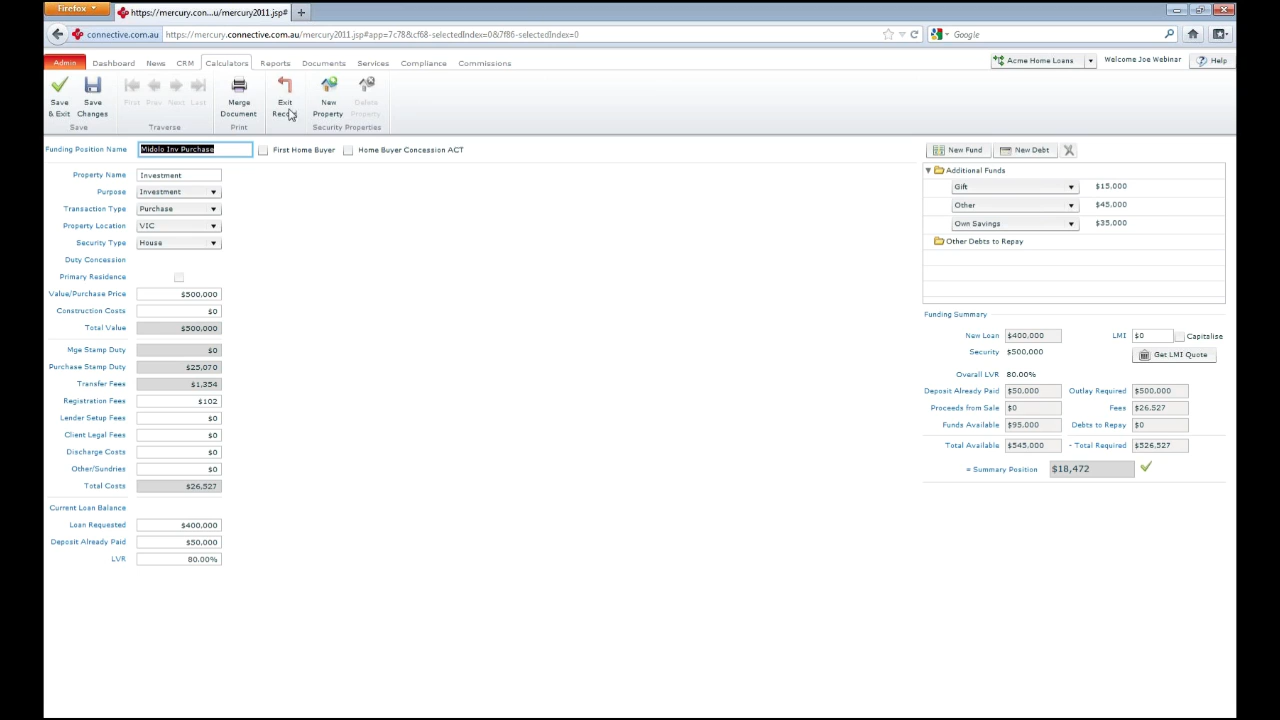 Firefox
https://mercury.con...u/mercury2011.jsp#
connective.com.au
https://mercury.connective.com.au/mercury2011.jsp#app=7c78&cf68-selectedIndex=0&7f86-selectedIndex=0
Google
Admin Dashboard News CRM Calculators Reports Documents Services Compliance Commissions
Acme Home Loans Welcome Joe Webinar Help
Save & Exit
Save Changes
First Prev Next Last
Merge Document
Exit
New Property
Delete Property
Save Traverse Print Security Properties
Funding Position Name Midolo Inv Purchase First Home Buyer Home Buyer Concession ACT
Property Name Investment
Purpose Investment
Transaction Type Purchase
Property Location VIC
Security Type House
Duty Concession
Primary Residence
Value/Purchase Price $500,000
Construction Costs $0
Total Value $500,000
Mge Stamp Duty $0
Purchase Stamp Duty $25,070
Transfer Fees $1,354
Registration Fees $102
Lender Setup Fees $0
Client Legal Fees $0
Discharge Costs $0
Other/Sundries $0
Total Costs $26,527
Current Loan Balance
Loan Requested $400,000
Deposit Already Paid $50,000
LVR 80.00%
New Fund New Debt
Additional Funds
Gift $15,000
Other $45,000
Own Savings $35,000
Other Debts to Repay
Funding Summary
New Loan $400,000 LMI $0 Capitalise
Security $500,000 Get LMI Quote
Overall LVR 80.00%
Deposit Already Paid $50,000 Outlay Required $500,000
Proceeds from Sale $0 Fees $26,527
Funds Available $95,000 Debts to Repay $0
Total Available $545,000 - Total Required $526,527
= Summary Position $18,472